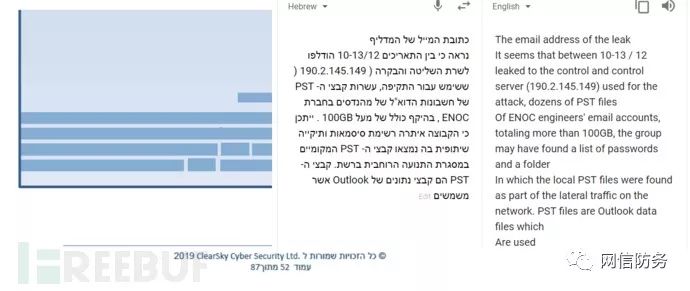 Hebrew
כתובת המייל של המדליף
נראה כי בין התאריכים 10-13/12 הודלפו
לשרת השליטה והבקרה ( 190.2.145.149 (
ששימש עבור התקיפה, עשרות קבצי ה- PST
של חשבונות הדוא"ל של מהנדסים בחברת
ENOC , בהיקף כולל של מעל 100GB . ייתכן
כי הקבוצה איתרה רשימת סיסמאות ותיקייה
שיתופית בה נמצאו קבצי ה- PST המקומיים
במסגרת התנועה הרוחבית ברשת. קבצי ה-
PST הם קבצי נתונים של Outlook אשר
משמשים
Edit
English
The email address of the leak
It seems that between 10-13 / 12
leaked to the control and control
server (190.2.145.149) used for the
attack, dozens of PST files
Of ENOC engineers' email accounts,
totaling more than 100GB, the group
may have found a list of passwords
and a folder
In which the local PST files were found
as part of the lateral traffic on the
network. PST files are Outlook data
files which
Are used
© כל הזכויות שמורות ל ClearSky Cyber Security Ltd. 2019
עמוד 52 מתוך 87
FREEBUF
网信防务